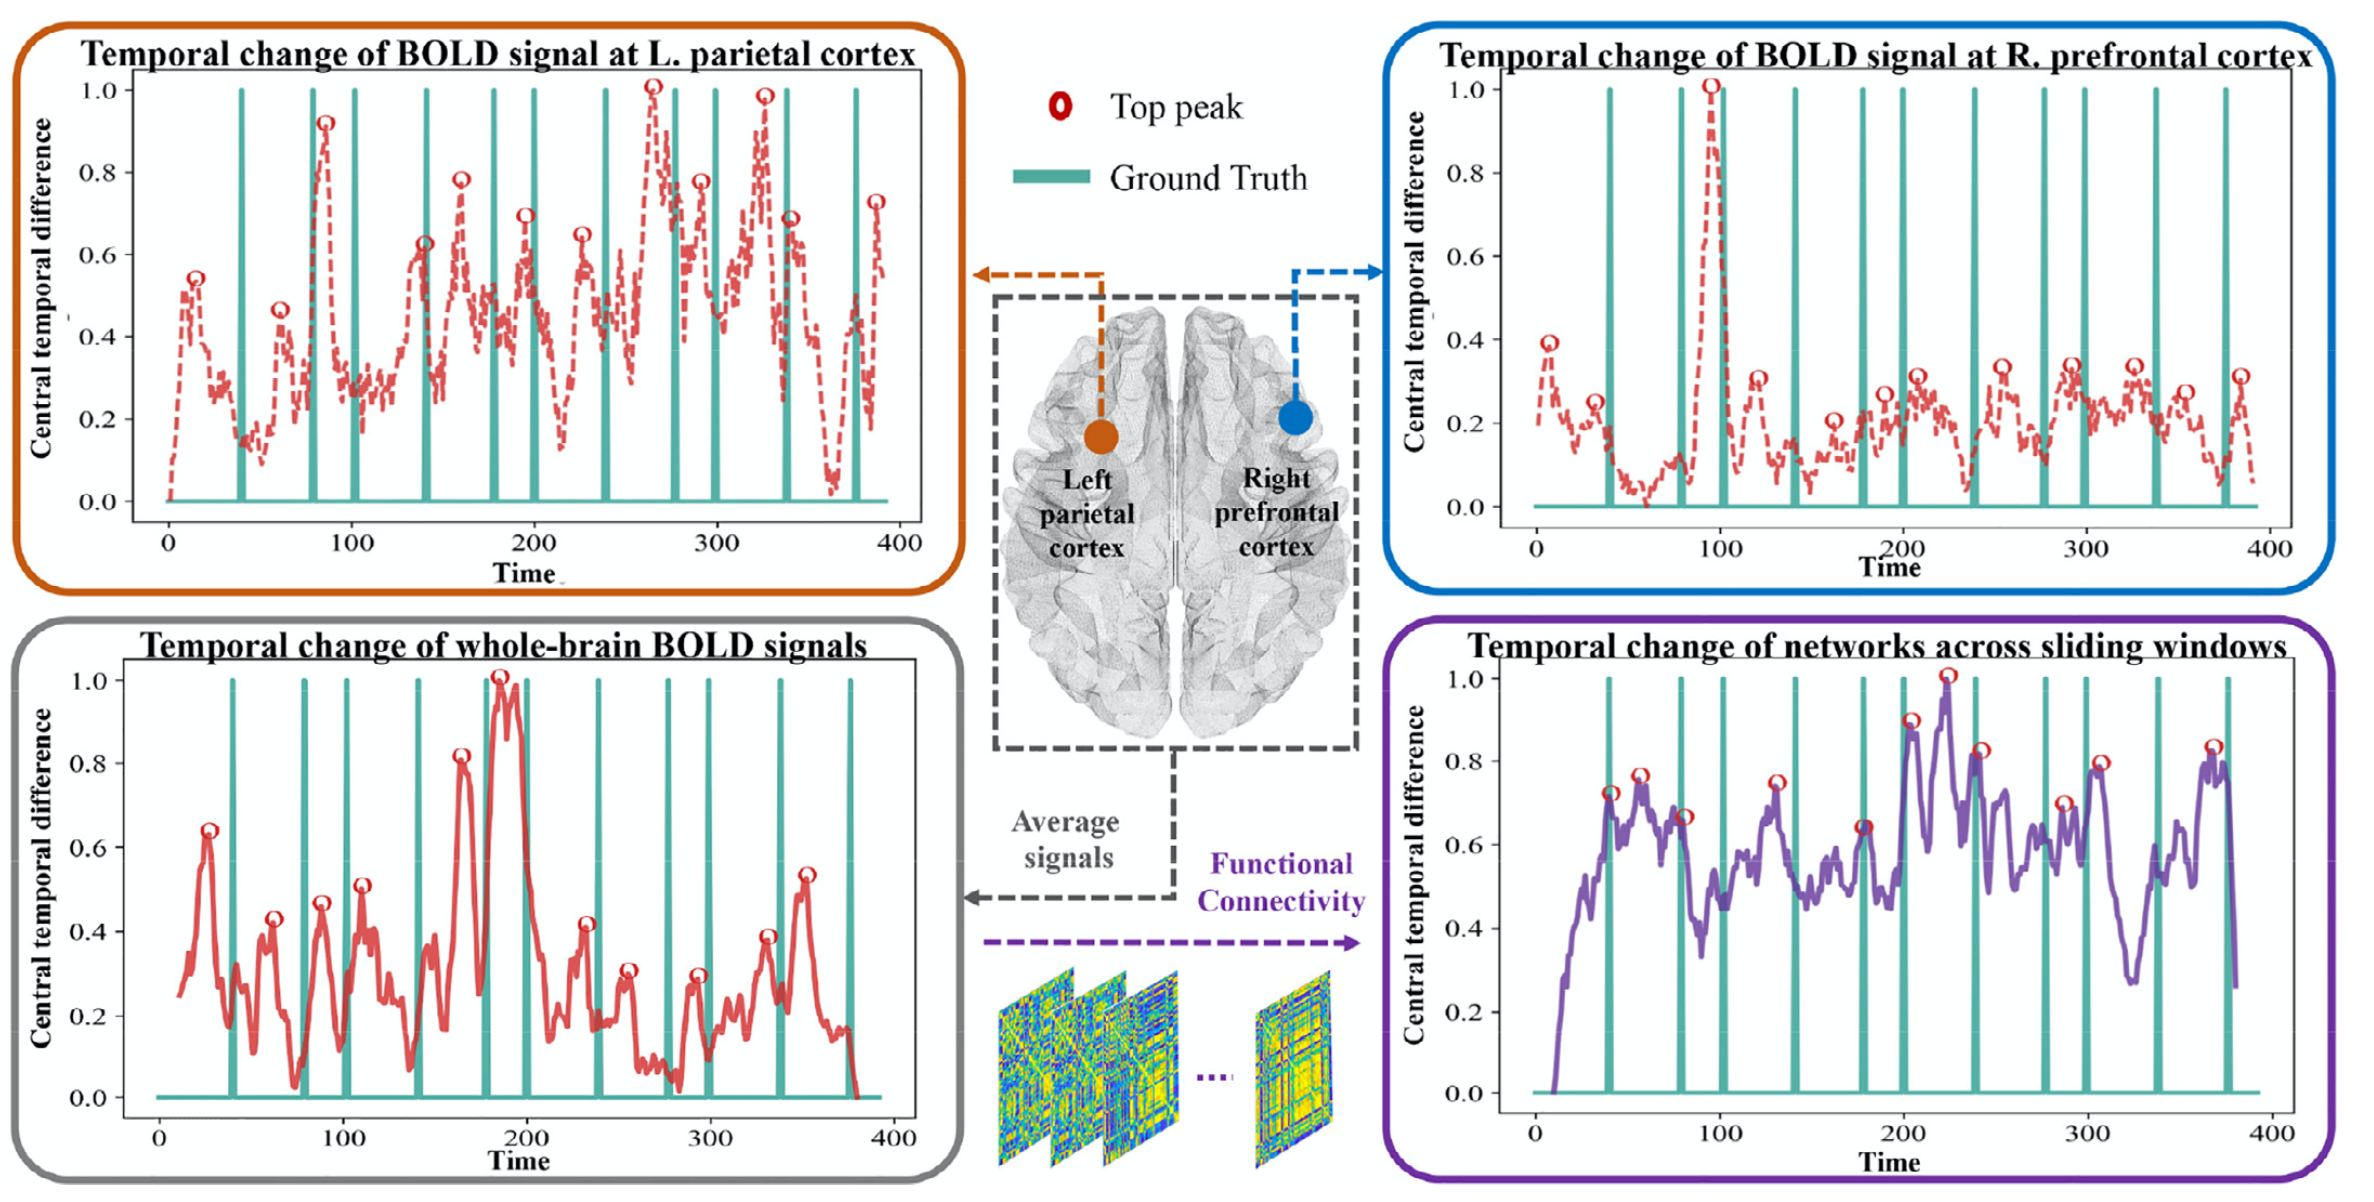 Temporal change of BOLD signal at L. parietal cortex
Central temporal difference
1.0
0.8
0.6
0.4
0.2
0.0
0 100 200 300 400
Time
Top peak
Ground Truth
Temporal change of BOLD signal at R. prefrontal cortex
Central temporal difference
1.0
0.8
0.6
0.4
0.2
0.0
0 100 200 300 400
Time
Left
parietal
cortex
Right
prefrontal
cortex
Temporal change of whole-brain BOLD signals
Central temporal difference
1.0
0.8
0.6
0.4
0.2
0.0
0 100 200 300 400
Time
Average
signals
Functional
Connectivity
Temporal change of networks across sliding windows
Central temporal difference
1.0
0.8
0.6
0.4
0.2
0.0
0 100 200 300 400
Time